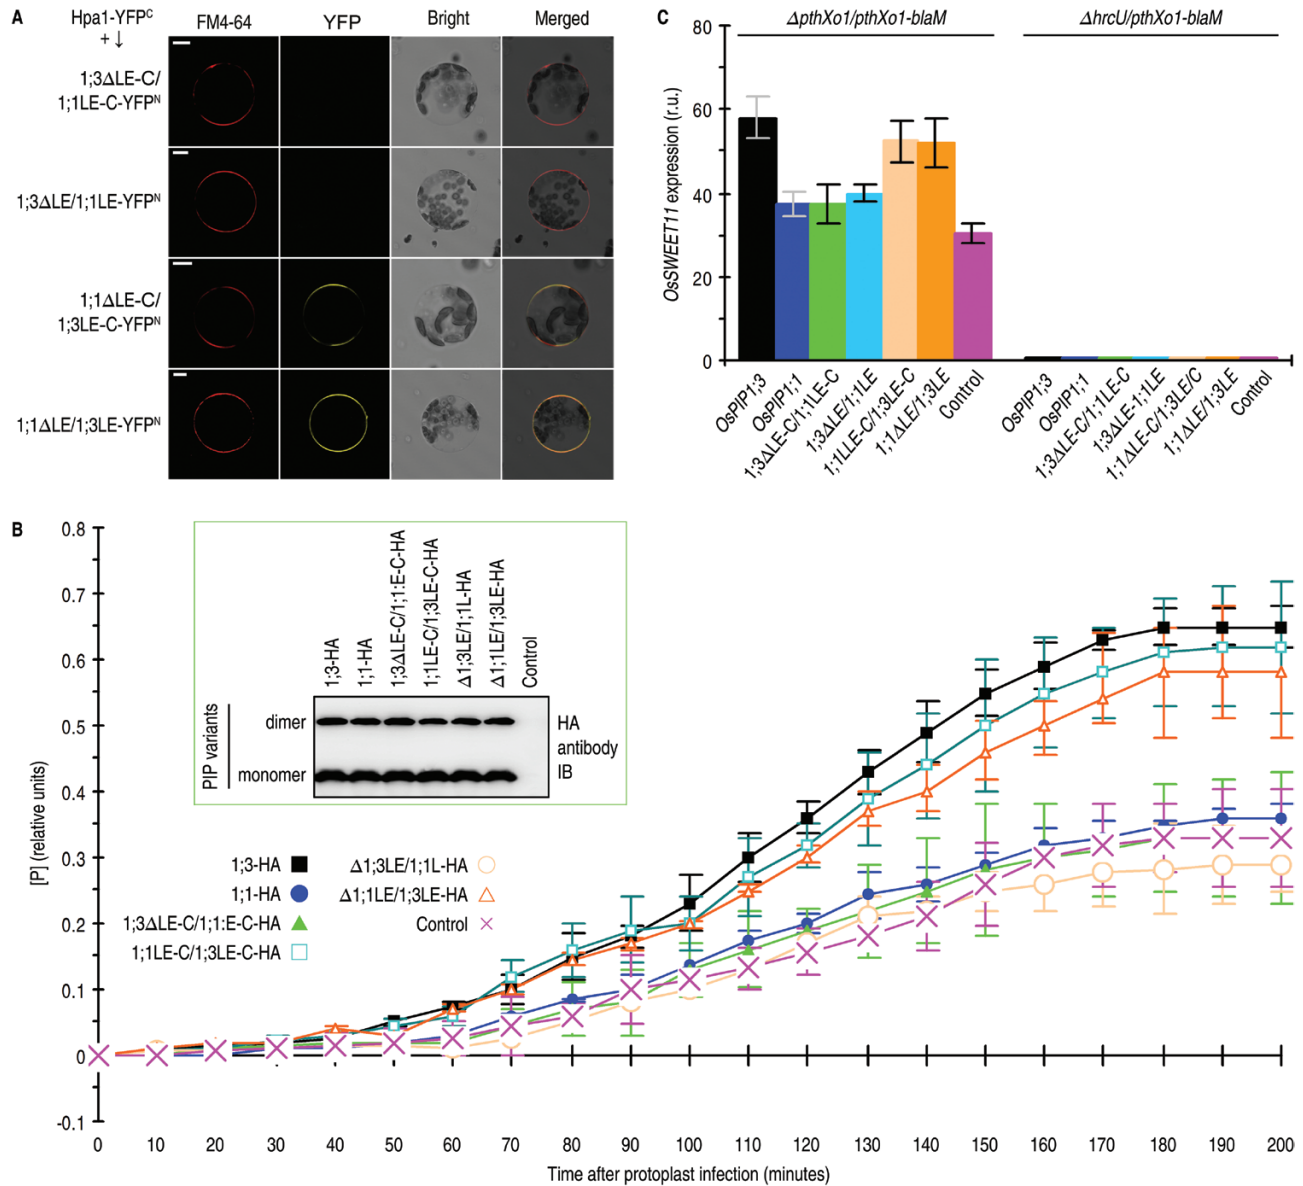 A
Hpa1-YFPᶜ
+ ↓
FM4-64
YFP
Bright
Merged
1;3ΔLE-C/
1;1LE-C-YFPᴺ
1;3ΔLE/1;1LE-YFPᴺ
1;1ΔLE-C/
1;3LE-C-YFPᴺ
1;1ΔLE/1;3LE-YFPᴺ
C
ΔpthXo1/pthXo1-blaM
ΔhrcU/pthXo1-blaM
OsSWEET11 expression (r.u.)
80
60
40
20
0
OsPIP1;3
OsPIP1;1
1;3ΔLE-C/1;1LE-C
1;3ΔLE/1;1LE
1;1LLE-C/1;3LE-C
1;1ΔLE/1;3LE
Control
OsPIP1;3
OsPIP1;1
1;3ΔLE-C/1;1LE-C
1;3ΔLE-1;1LE
1;1ΔLE-C/1;3LE/C
1;1ΔLE/1;3LE
Control
B
[P] (relative units)
0.8
0.7
0.6
0.5
0.4
0.3
0.2
0.1
0
-0.1
1;3-HA
1;1-HA
1;3ΔLE-C/1;1:E-C-HA
1;1LE-C/1;3LE-C-HA
Δ1;3LE/1;1L-HA
Δ1;1LE/1;3LE-HA
Control
PIP variants
dimer
monomer
HA
antibody
IB
1;3-HA
1;1-HA
1;3ΔLE-C/1;1:E-C-HA
1;1LE-C/1;3LE-C-HA
Δ1;3LE/1;1L-HA
Δ1;1LE/1;3LE-HA
Control
0 10 20 30 40 50 60 70 80 90 100 110 120 130 140 150 160 170 180 190 200
Time after protoplast infection (minutes)